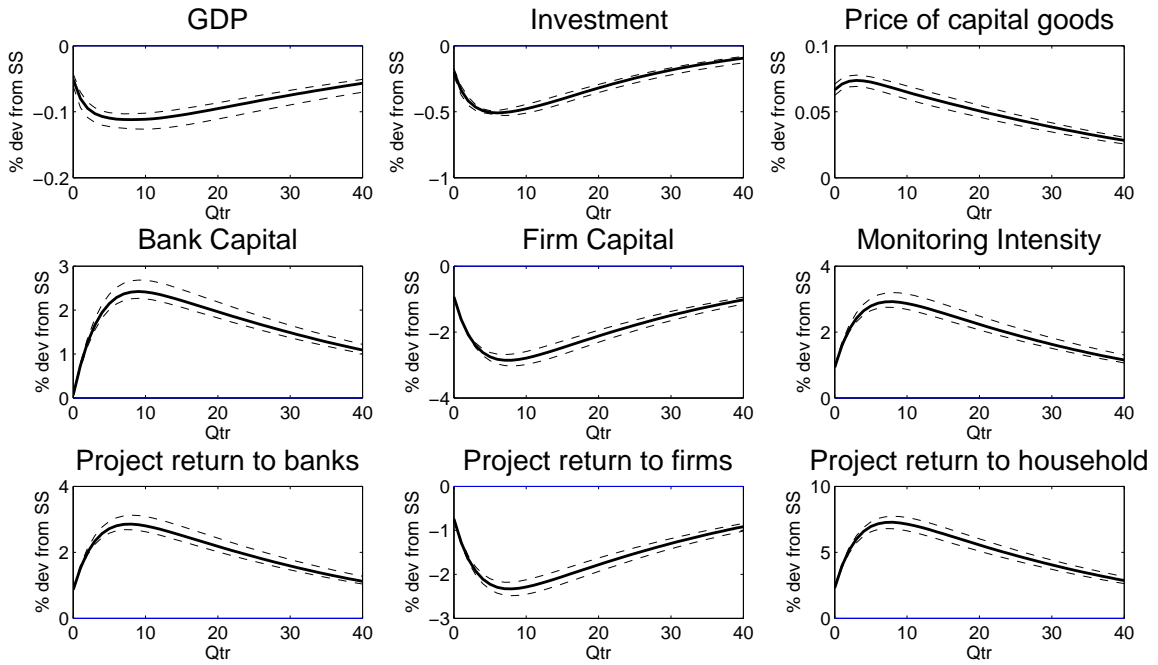 GDP
Investment
Price of capital goods
% dev from SS
0
−0.1
−0.2
0 10 20 30 40
Qtr
% dev from SS
0
−0.5
−1
0 10 20 30 40
Qtr
% dev from SS
0.1
0.05
0
0 10 20 30 40
Qtr
Bank Capital
Firm Capital
Monitoring Intensity
% dev from SS
3
2
1
0
0 10 20 30 40
Qtr
% dev from SS
0
−2
−4
0 10 20 30 40
Qtr
% dev from SS
4
2
0
0 10 20 30 40
Qtr
Project return to banks
Project return to firms
Project return to household
% dev from SS
4
2
0
0 10 20 30 40
Qtr
% dev from SS
0
−1
−2
−3
0 10 20 30 40
Qtr
% dev from SS
10
5
0
0 10 20 30 40
Qtr